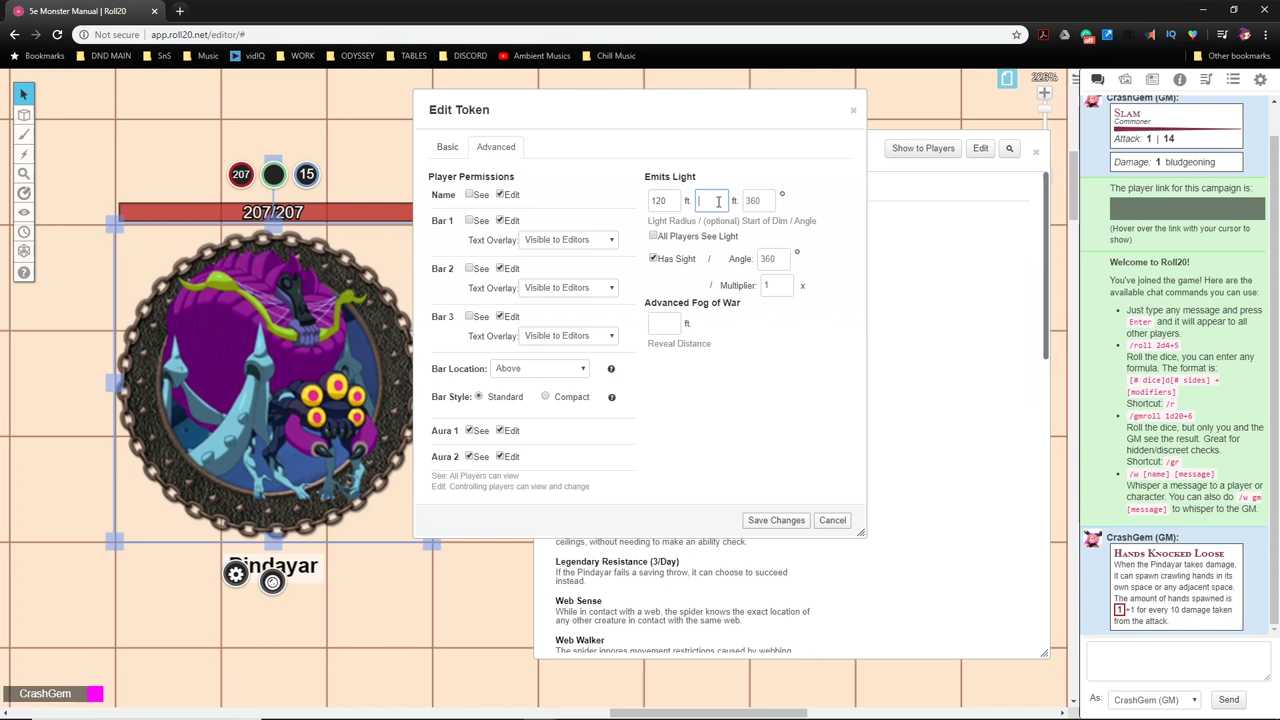 5e Monster Manual | Roll20
Not secure | app.roll20.net/editor/#
Bookmarks DND MAIN SnS Music vidIQ WORK ODYSSEY TABLES DISCORD Ambient Musics Chill Music Other bookmarks
226%
207 15
207/207
Pindayar
CrashGem
Edit Token
Basic Advanced
Player Permissions
Name See Edit
Bar 1 See Edit
Text Overlay: Visible to Editors
Bar 2 See Edit
Text Overlay: Visible to Editors
Bar 3 See Edit
Text Overlay: Visible to Editors
Bar Location: Above
Bar Style: Standard Compact
Aura 1 See Edit
Aura 2 See Edit
See: All Players can view
Edit: Controlling players can view and change
Emits Light
120 ft. ft. 360 °
Light Radius / (optional) Start of Dim / Angle
All Players See Light
Has Sight / Angle: 360 °
/ Multiplier: 1 x
Advanced Fog of War
ft.
Reveal Distance
Save Changes Cancel
Show to Players Edit
ceilings, without needing to make an ability check.
Legendary Resistance (3/Day)
If the Pindayar fails a saving throw, it can choose to succeed
instead.
Web Sense
While in contact with a web, the spider knows the exact location of
any other creature in contact with the same web.
Web Walker
The spider ignores movement restrictions caused by webbing.
CrashGem (GM):
Slam
Commoner
Attack: 1 | 14
Damage: 1 bludgeoning
The player link for this campaign is:
(Hover over the link with your cursor to
show)
Welcome to Roll20!
You've joined the game! Here are the
available chat commands you can use:
• Just type any message and press
Enter and it will appear to all
other players.
• /roll 2d4+5
Roll the dice, you can enter any
formula. The format is:
[# dice]d[# sides] +
[modifiers]
Shortcut: /r
• /gmroll 1d20+6
Roll the dice, but only you and the
GM see the result. Great for
hidden/discreet checks.
Shortcut: /gr
• /w [name] [message]
Whisper a message to a player or
character. You can also do /w gm
[message] to whisper to the GM.
CrashGem (GM):
Hands Knocked Loose
When the Pindayar takes damage,
it can spawn crawling hands in its
own space or any adjacent space.
The amount of hands spawned is
1 +1 for every 10 damage taken
from the attack.
As: CrashGem (GM) Send